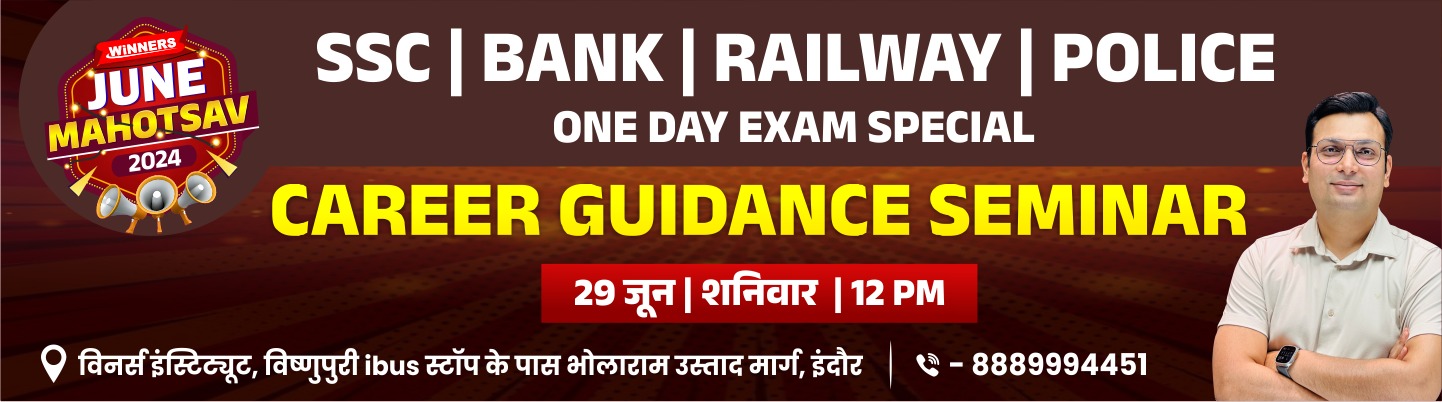 WINNERS
JUNE
MAHOTSAV
2024
SSC | BANK | RAILWAY | POLICE
ONE DAY EXAM SPECIAL
CAREER GUIDANCE SEMINAR
29 जून | शनिवार | 12 PM
विनर्स इंस्टिट्यूट, विष्णुपुरी ibus स्टॉप के पास भोलाराम उस्ताद मार्ग, इंदौर | - 8889994451